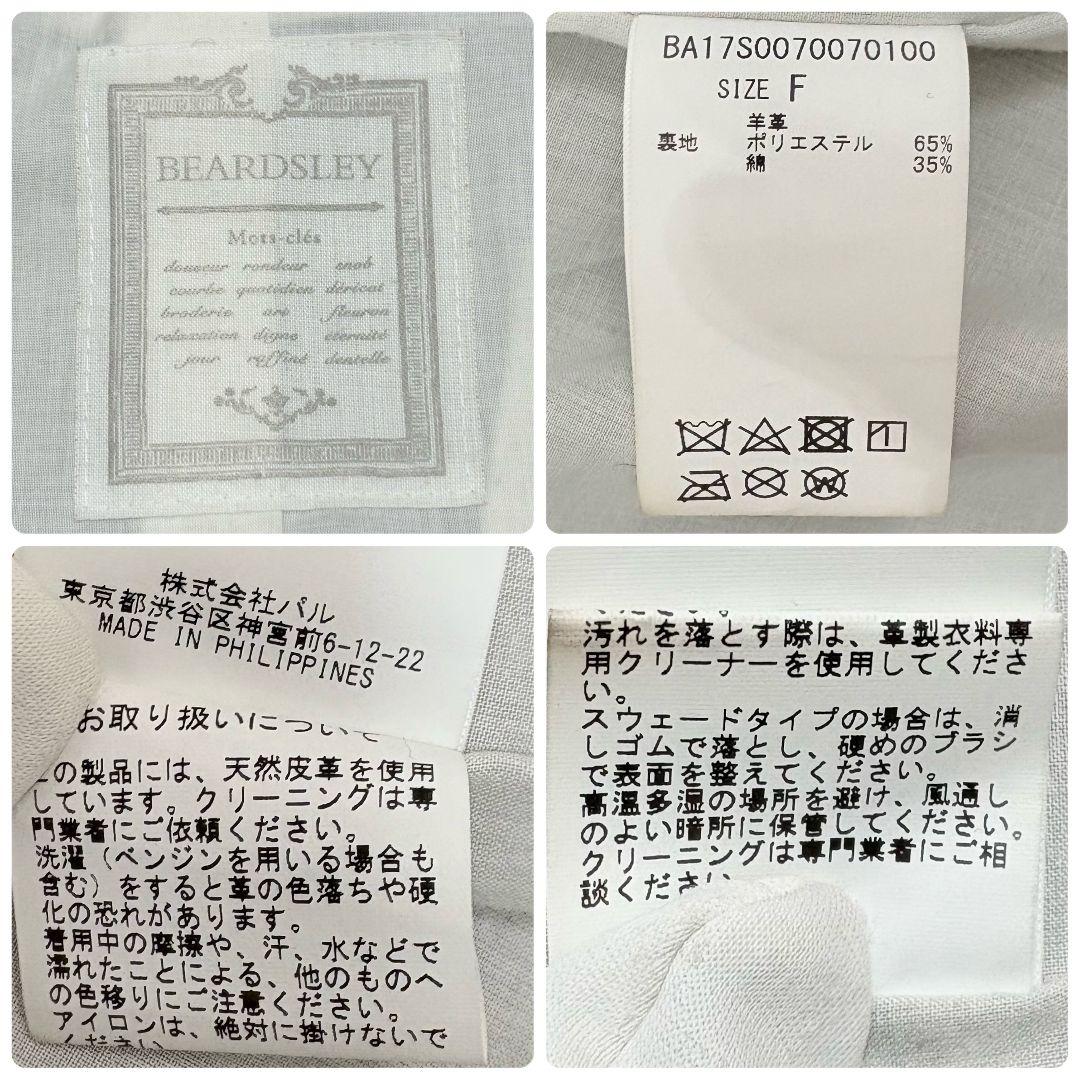 BEARDSLEY
Mots-clés
douceur rondeur snob
courbe quotidien déricat
broderie are fleuron
relaxation digne eternité
jour raffiné dentelle
BA17S0070070100
SIZE F
羊革
裏地 ポリエステル 65%
綿 35%
株式会社パル
東京都渋谷区神宮前6-12-22
MADE IN PHILIPPINES
お取り扱いについて
この製品には、天然皮革を使用
しています。クリーニングは専
門業者にご依頼ください。
洗濯(ベンジンを用いる場合も
含む)をすると革の色落ちや硬
化の恐れがあります。
着用中の摩擦や、汗、水などで
濡れたことによる、他のものへ
の色移りにご注意ください。
アイロンは、絶対に掛けないで
ください
ください。
汚れを落とす際は、革製衣料専
用クリーナーを使用してくださ
い。
スウェードタイプの場合は、消
しゴムで落とし、硬めのブラシ
で表面を整えてください。
高温多湿の場所を避け、風通し
のよい暗所に保管してください。
クリーニングは専門業者にご相
談ください